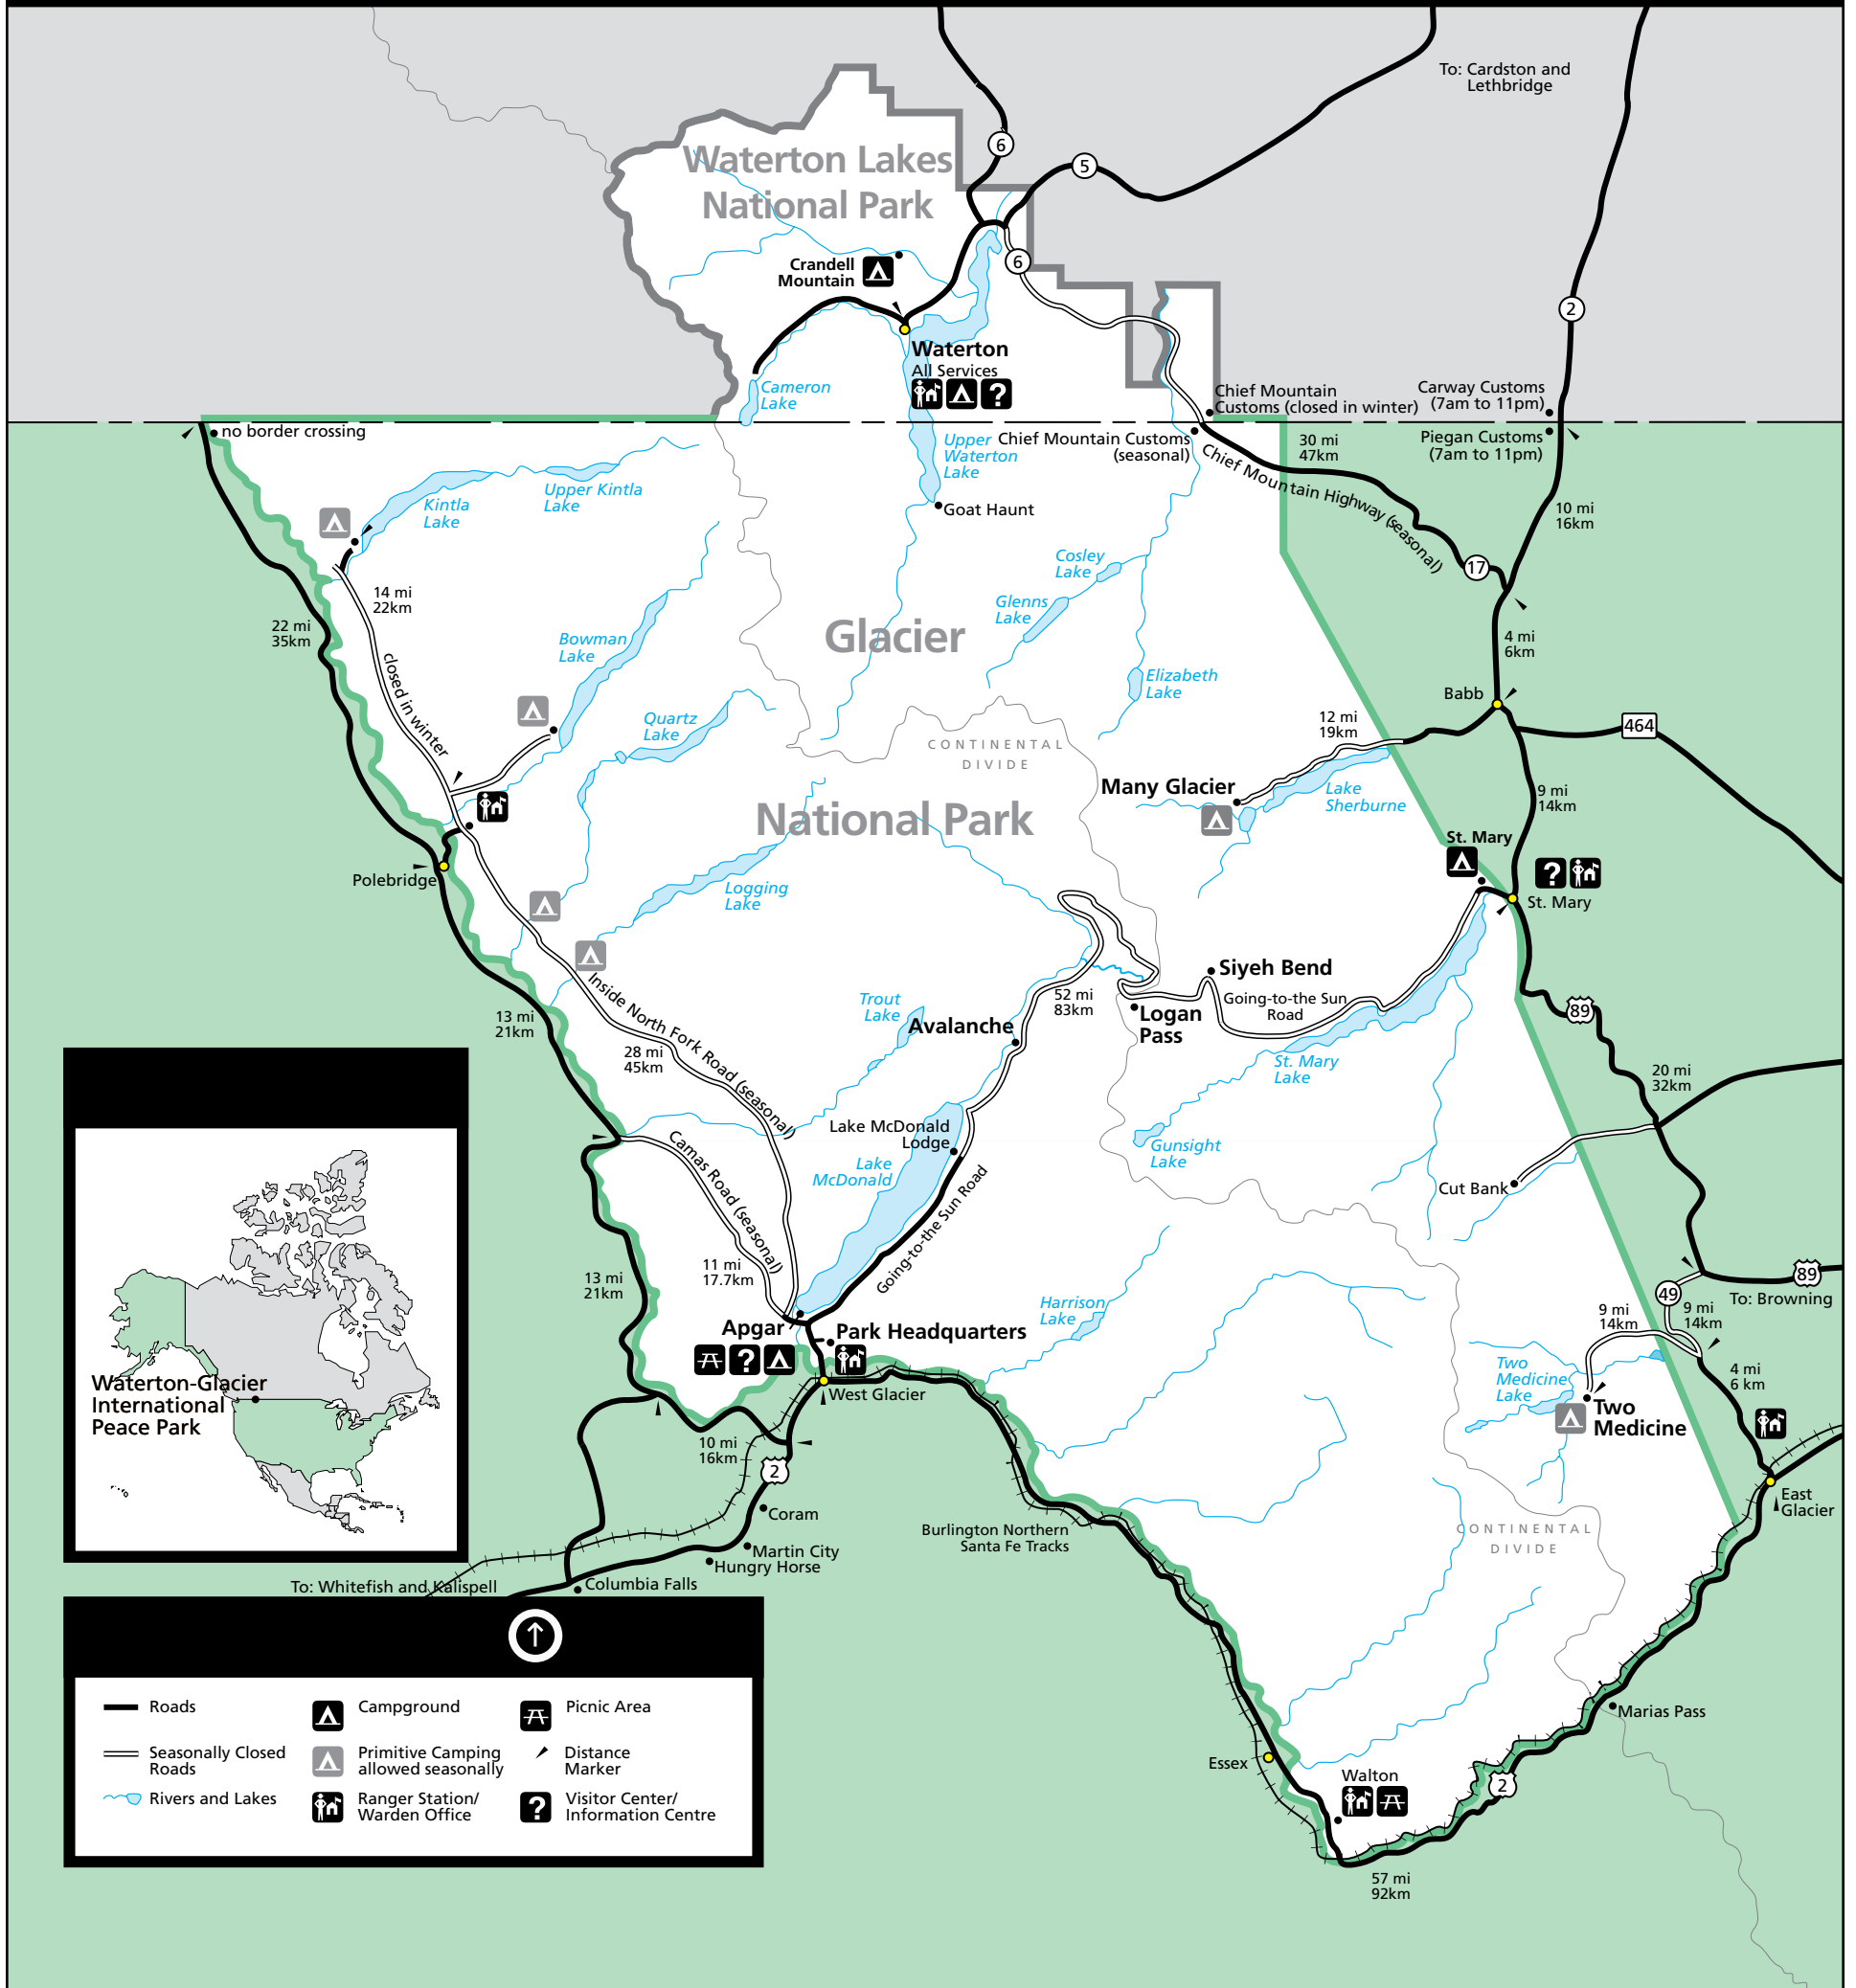 To: Cardston and
Lethbridge
6
5
Waterton Lakes
National Park
Crandell
Mountain
6
2
Waterton
All Services
Cameron
Lake
Chief Mountain
Customs (closed in winter)
Carway Customs
(7am to 11pm)
no border crossing
Upper
Waterton
Lake
Chief Mountain Customs
(seasonal)
30 mi
47km
Piegan Customs
(7am to 11pm)
Chief Mountain Highway (seasonal)
Kintla
Lake
Upper Kintla
Lake
Goat Haunt
10 mi
16km
Cosley
Lake
17
14 mi
22km
Glenns
Lake
22 mi
35km
Bowman
Lake
Glacier
4 mi
6km
closed in winter
Elizabeth
Lake
Babb
Quartz
Lake
12 mi
19km
464
CONTINENTAL
DIVIDE
Many Glacier
Lake
Sherburne
9 mi
14km
National Park
St. Mary
Polebridge
Logging
Lake
St. Mary
Siyeh Bend
Inside North Fork Road (seasonal)
Trout
Lake
52 mi
83km
Going-to-the Sun
Road
89
13 mi
21km
Avalanche
Logan
Pass
28 mi
45km
St. Mary
Lake
20 mi
32km
Lake McDonald
Lodge
Camas Road (seasonal)
Lake
McDonald
Gunsight
Lake
Going-to-the Sun Road
Cut Bank
11 mi
17.7km
13 mi
21km
89
49
To: Browning
Harrison
Lake
9 mi
14km
9 mi
14km
Apgar
Park Headquarters
Two
Medicine
Lake
4 mi
6 km
Waterton-Glacier
International
Peace Park
West Glacier
Two
Medicine
10 mi
16km
2
East
Glacier
Coram
Burlington Northern
Santa Fe Tracks
CONTINENTAL
DIVIDE
Martin City
Hungry Horse
To: Whitefish and Kalispell
Columbia Falls
Marias Pass
Essex
Walton
2
57 mi
92km
Roads
Campground
Picnic Area
Seasonally Closed
Roads
Primitive Camping
allowed seasonally
Distance
Marker
Rivers and Lakes
Ranger Station/
Warden Office
Visitor Center/
Information Centre